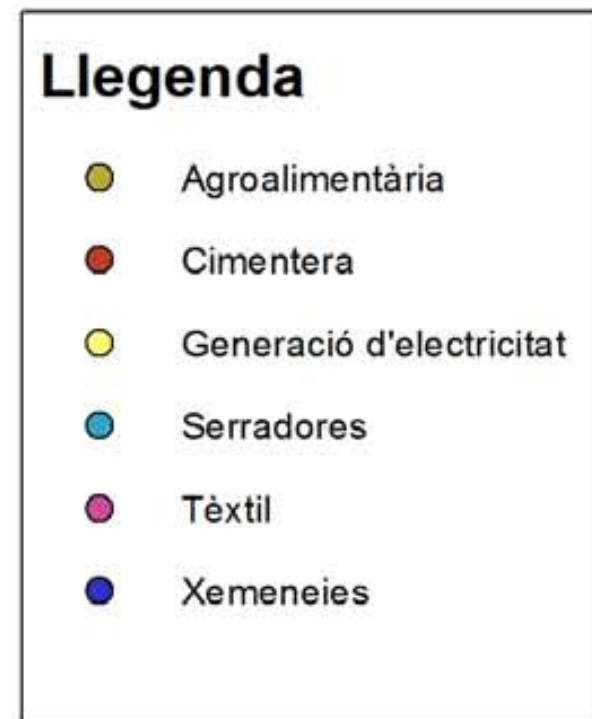 Llegenda
Agroalimentària
Cimentera
Generació d'electricitat
Serradores
Tèxtil
Xemeneies